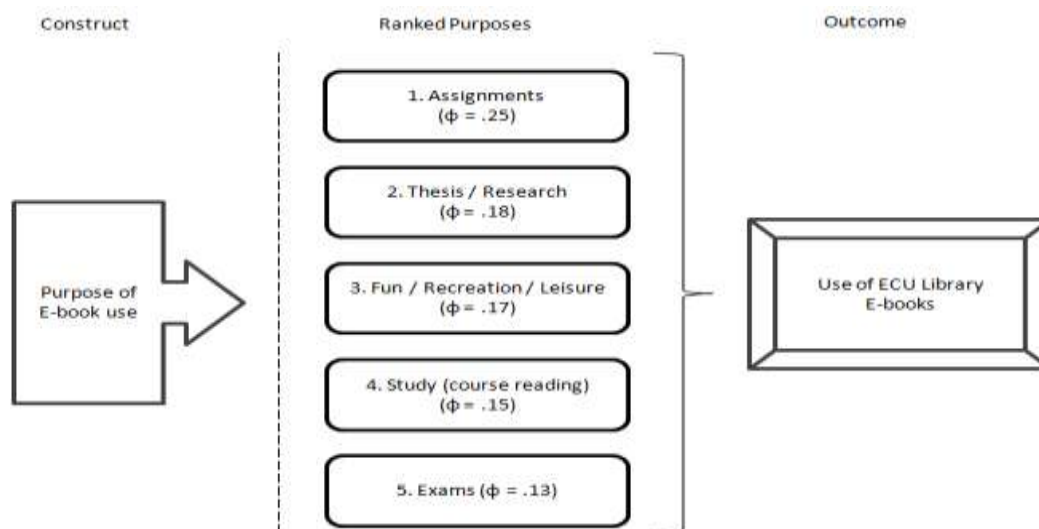 Construct
Ranked Purposes
Outcome
1. Assignments
(ϕ = .25)
2. Thesis / Research
(ϕ = .18)
3. Fun / Recreation / Leisure
(ϕ = .17)
4. Study (course reading)
(ϕ = .15)
5. Exams (ϕ = .13)
Purpose of
E-book use
Use of ECU Library
E-books